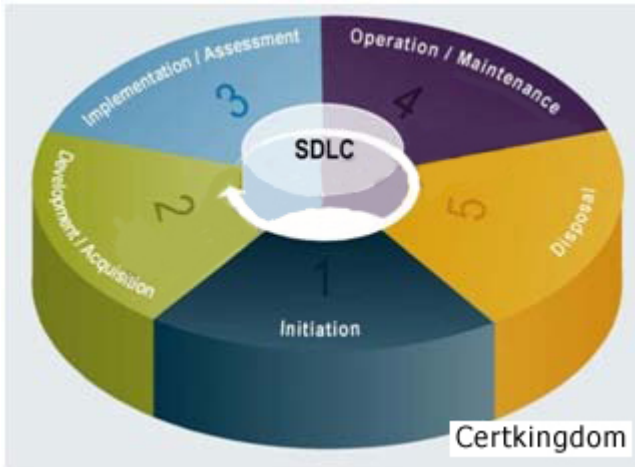 Implementation / Assessment
3
Operation / Maintenance
4
SDLC
Development / Acquisition
2
5
Disposal
1
Initiation
Certkingdom